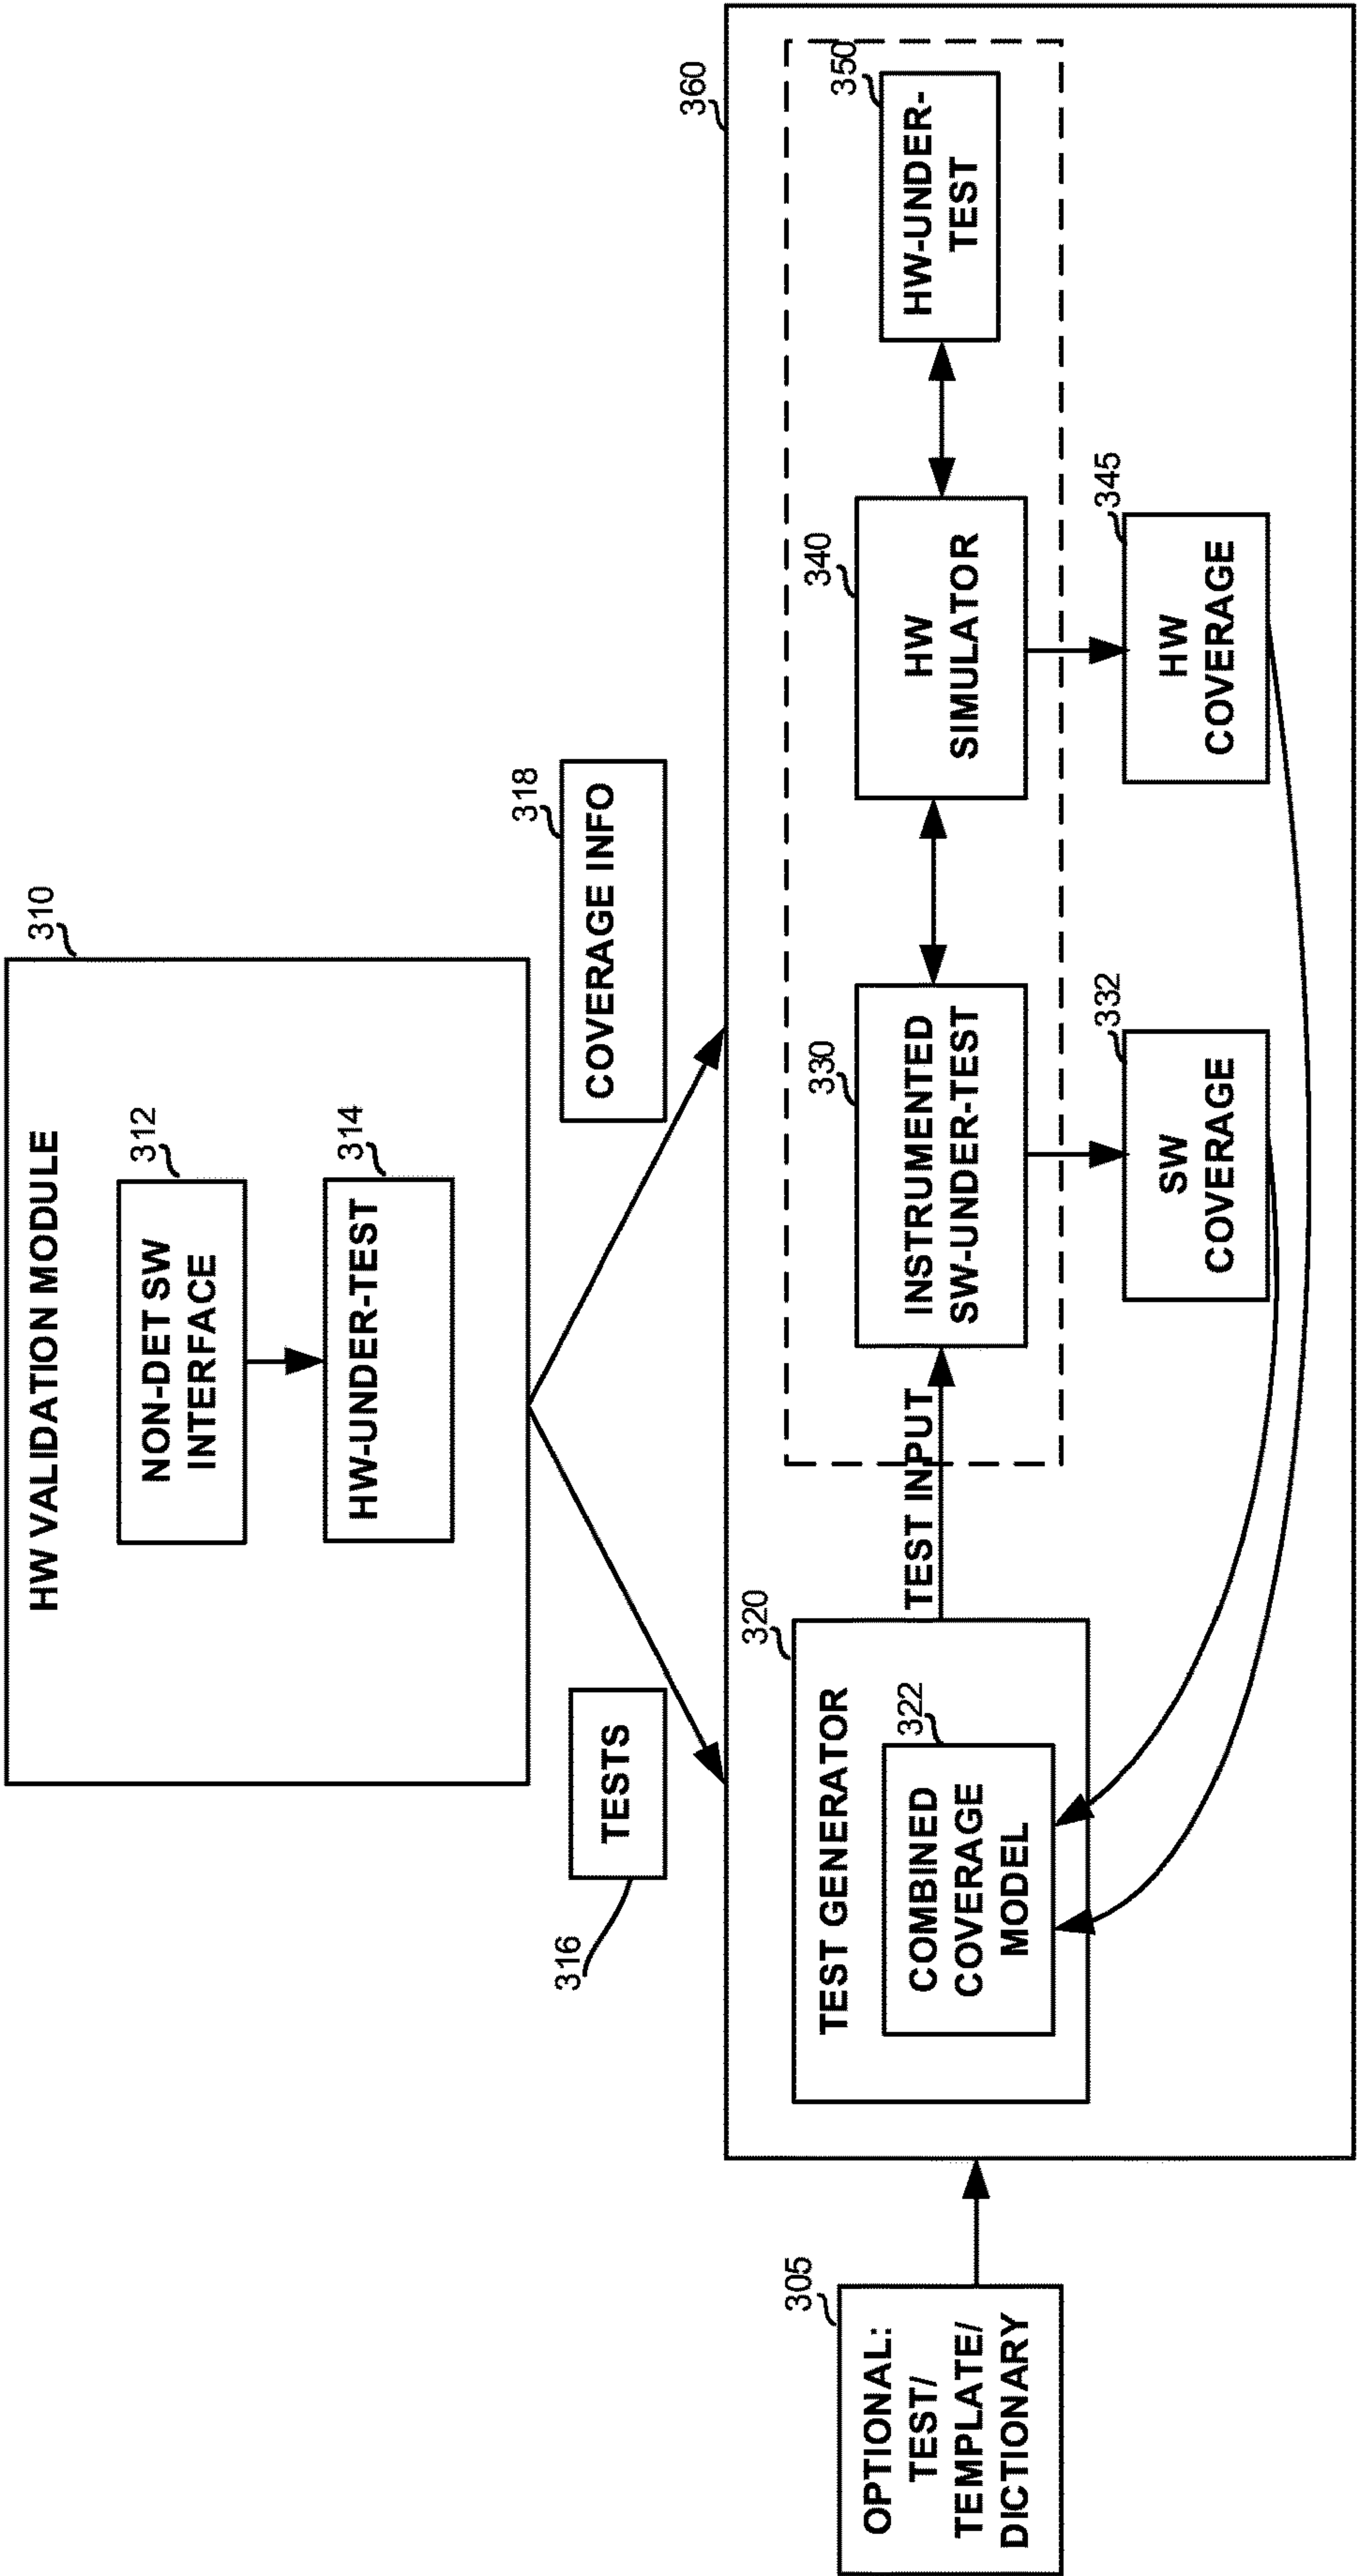 310
HW VALIDATION MODULE
312
NON-DET SW
INTERFACE
314
HW-UNDER-TEST
316
TESTS
318
COVERAGE INFO
360
305
OPTIONAL:
TEST/
TEMPLATE/
DICTIONARY
320
TEST GENERATOR
322
COMBINED
COVERAGE
MODEL
TEST INPUT
330
INSTRUMENTED
SW-UNDER-TEST
340
HW
SIMULATOR
350
HW-UNDER-
TEST
332
SW
COVERAGE
345
HW
COVERAGE